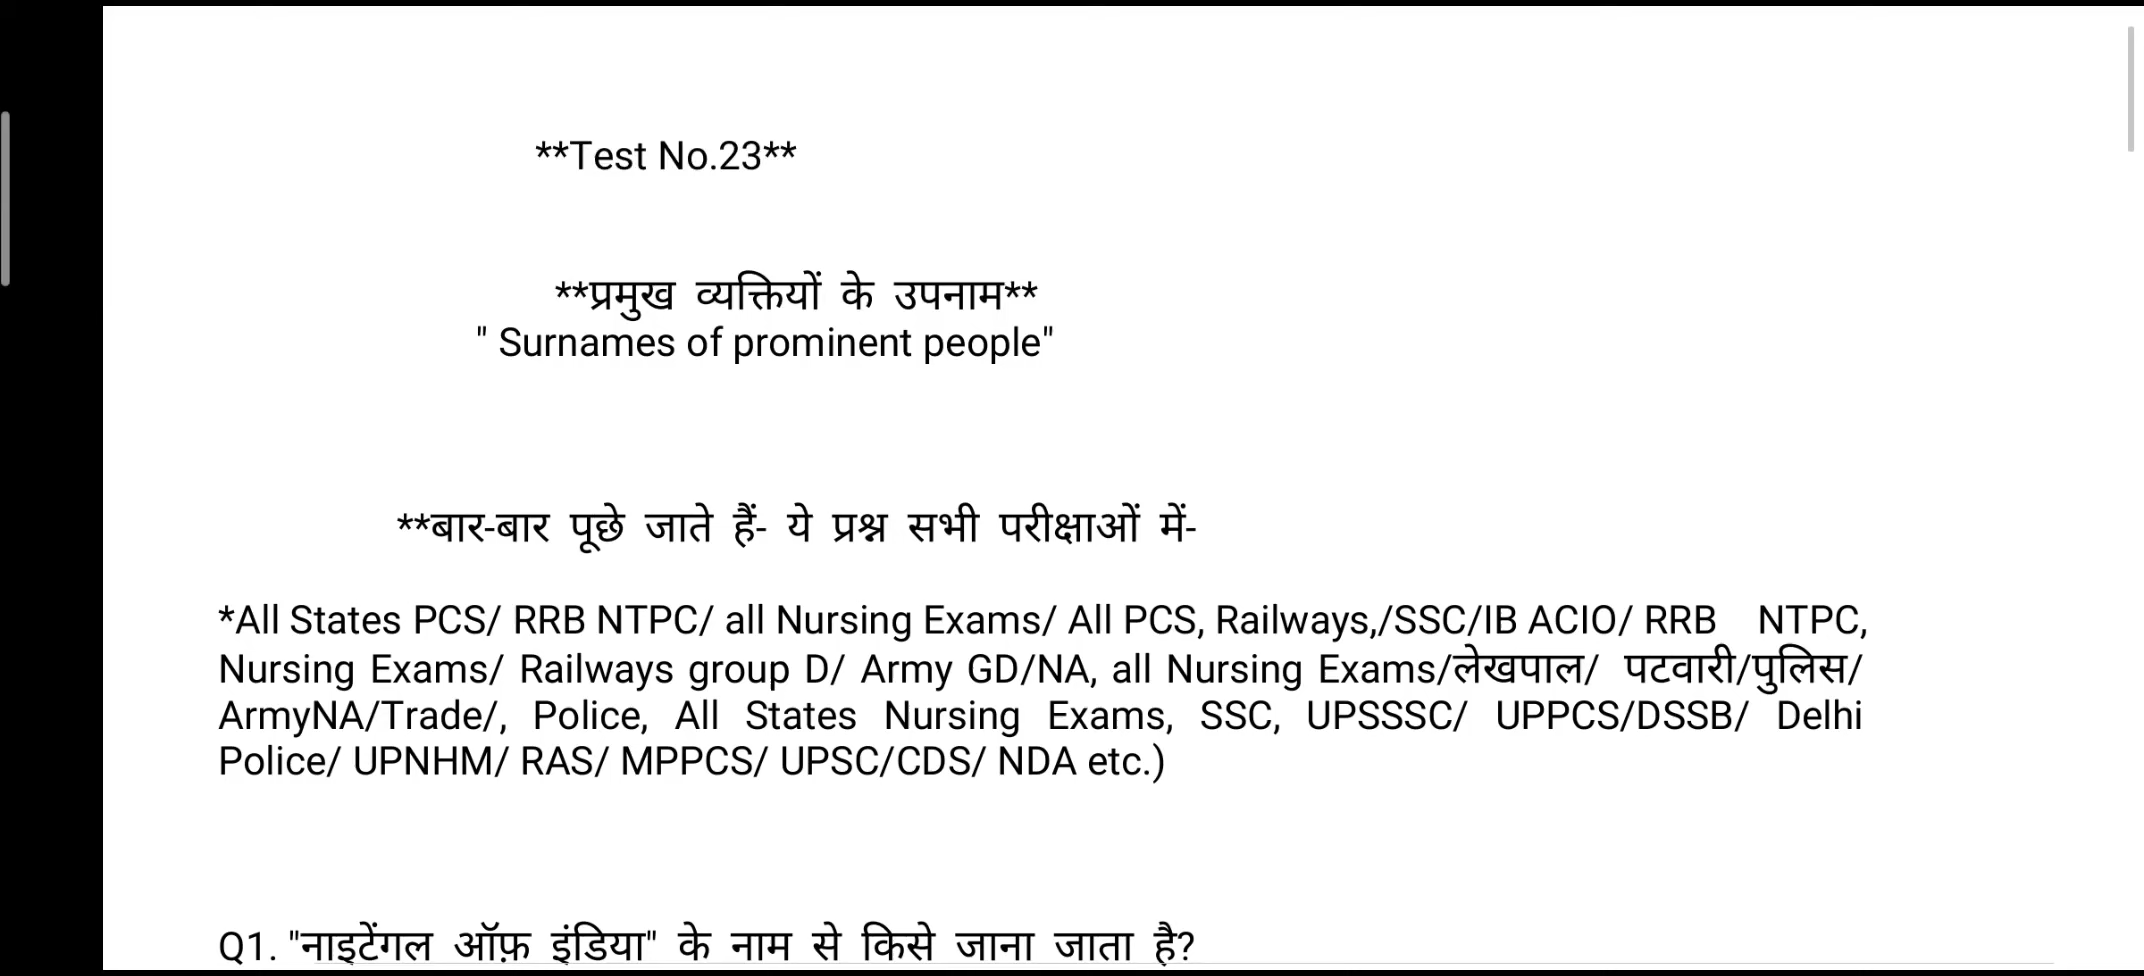 **Test No.23**
**प्रमुख व्यक्तियों के उपनाम**
" Surnames of prominent people"
**बार-बार पूछे जाते हैं- ये प्रश्न सभी परीक्षाओं में-
*All States PCS/ RRB NTPC/ all Nursing Exams/ All PCS, Railways,/SSC/IB ACIO/ RRB NTPC,
Nursing Exams/ Railways group D/ Army GD/NA, all Nursing Exams/लेखपाल/ पटवारी/पुलिस/
ArmyNA/Trade/, Police, All States Nursing Exams, SSC, UPSSSC/ UPPCS/DSSB/ Delhi
Police/ UPNHM/ RAS/ MPPCS/ UPSC/CDS/ NDA etc.)
Q1. "नाइटेंगल ऑफ़ इंडिया" के नाम से किसे जाना जाता है?